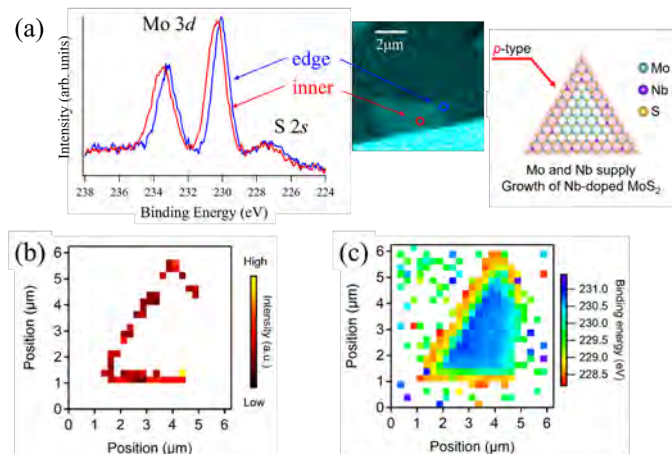 (a)
Mo 3d
S 2s
edge
inner
Intensity (arb. units)
238 236 234 232 230 228 226 224
Binding Energy (eV)
2μm
p-type
Mo
Nb
S
Mo and Nb supply
Growth of Nb-doped MoS2
(b)
6
5
4
3
2
1
0
Position (μm)
0 1 2 3 4 5 6
Position (μm)
High
Intensity (a.u.)
Low
(c)
6
5
4
3
2
1
0
Position (μm)
0 1 2 3 4 5 6
Position (μm)
231.0
230.5
230.0
229.5
229.0
228.5
Binding energy (eV)